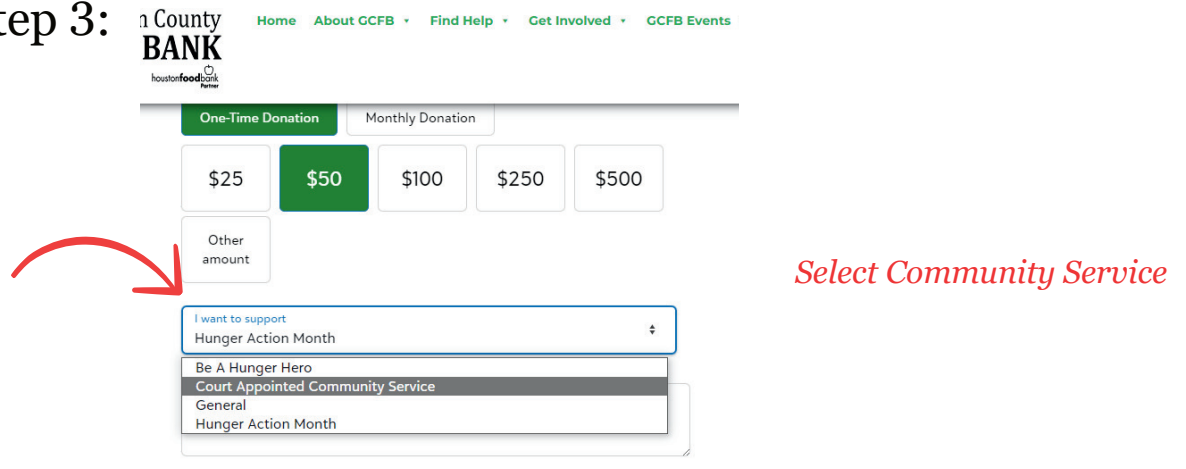 tep 3:
n County
BANK
houstonfoodbank
Partner
Home About GCFB Find Help Get Involved GCFB Events
One-Time Donation Monthly Donation
$25 $50 $100 $250 $500
Other
amount
Select Community Service
I want to support
Hunger Action Month
Be A Hunger Hero
Court Appointed Community Service
General
Hunger Action Month